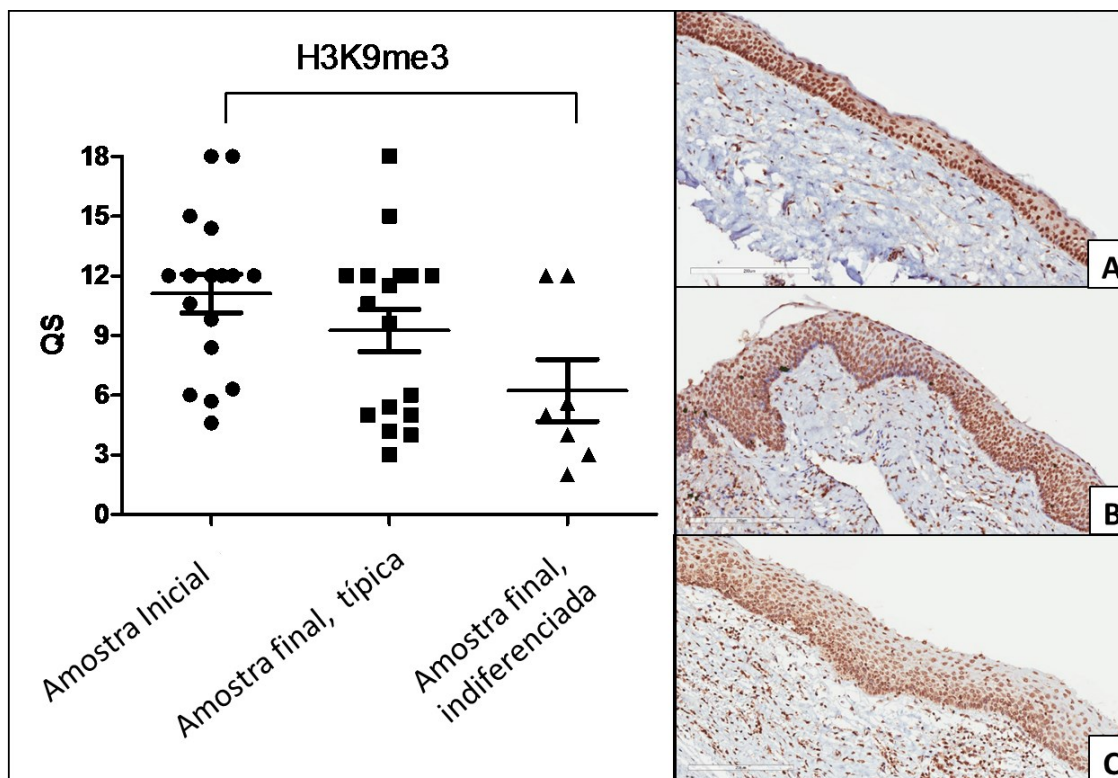 H3K9me3
QS
18
15
12
9
6
3
0
Amostra Inicial
Amostra final, típica
Amostra final,
indiferenciada
A
B
C